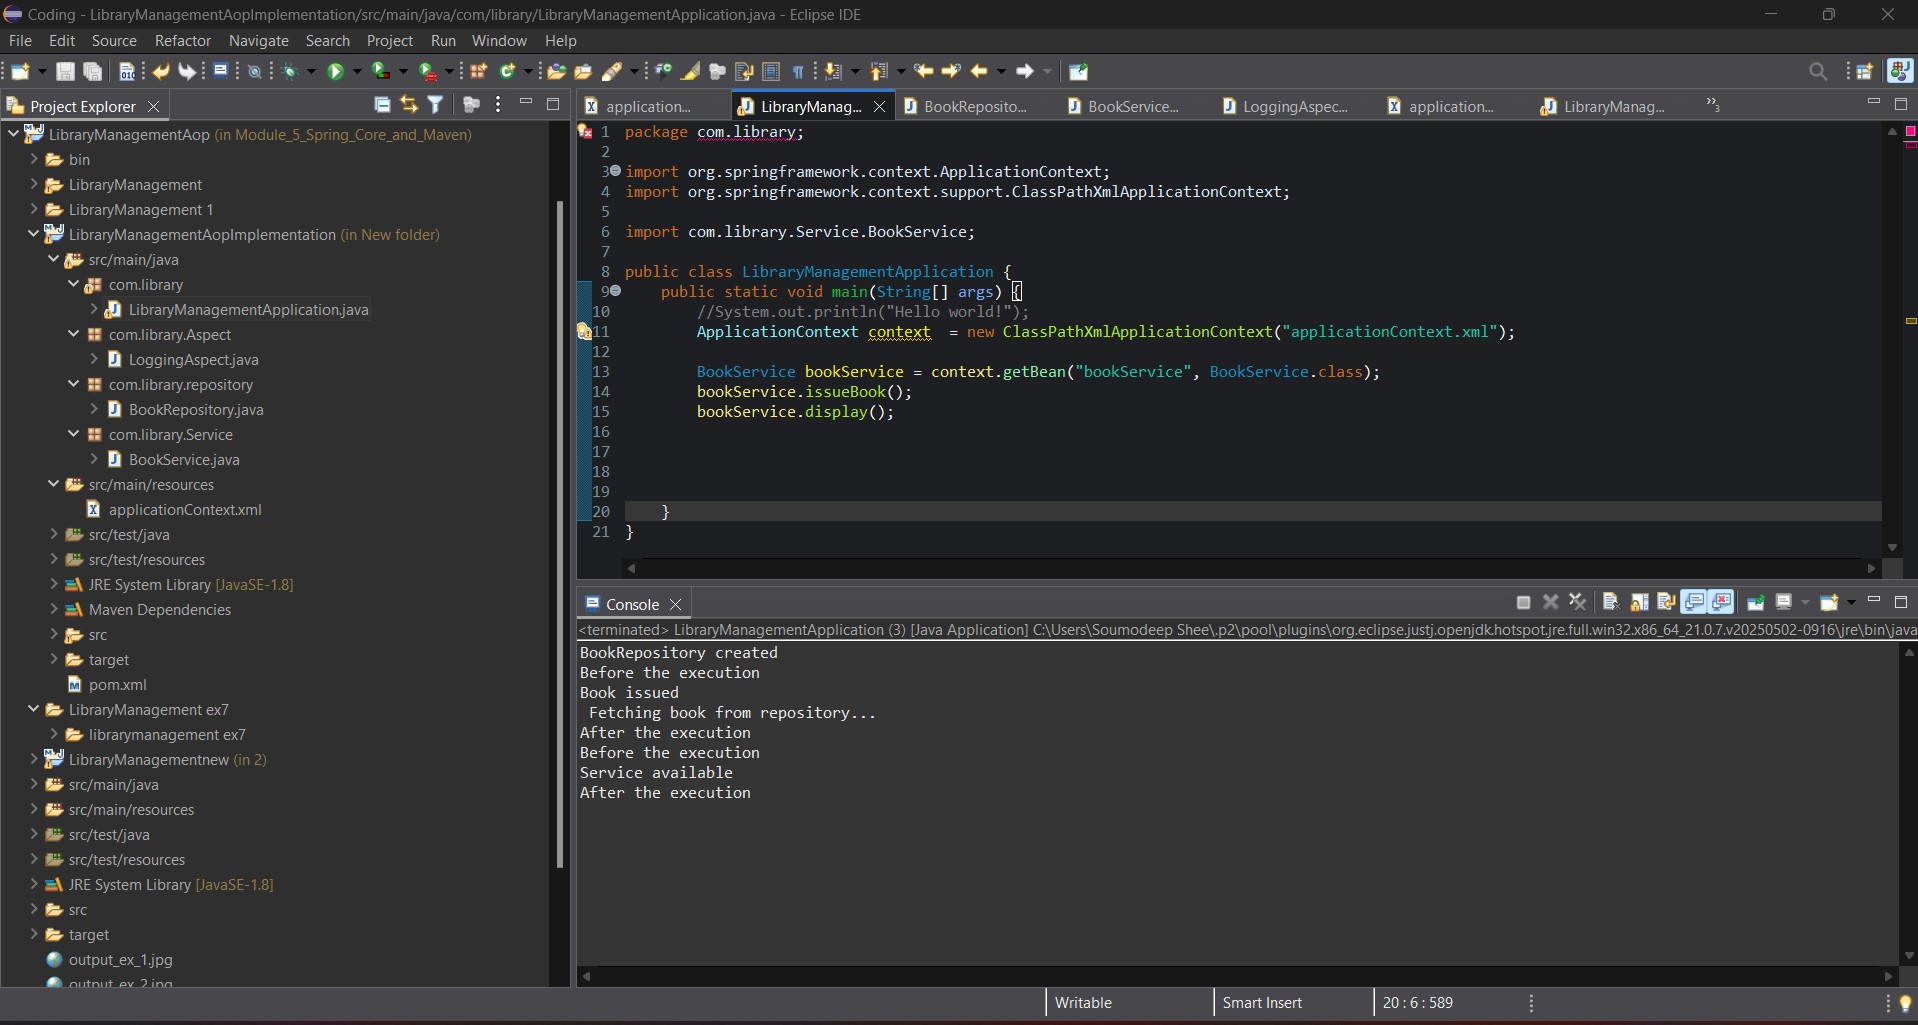 Coding - LibraryManagementAopImplementation/src/main/java/com/library/LibraryManagementApplication.java - Eclipse IDE
File Edit Source Refactor Navigate Search Project Run Window Help
Project Explorer
LibraryManagementAop (in Module_5_Spring_Core_and_Maven)
bin
LibraryManagement
LibraryManagement 1
LibraryManagementAopImplementation (in New folder)
src/main/java
com.library
LibraryManagementApplication.java
com.library.Aspect
LoggingAspect.java
com.library.repository
BookRepository.java
com.library.Service
BookService.java
src/main/resources
applicationContext.xml
src/test/java
src/test/resources
JRE System Library [JavaSE-1.8]
Maven Dependencies
src
target
pom.xml
LibraryManagement ex7
librarymanagement ex7
LibraryManagementnew (in 2)
src/main/java
src/main/resources
src/test/java
src/test/resources
JRE System Library [JavaSE-1.8]
src
target
output_ex_1.jpg
output_ex_2.jpg
application... LibraryManag... BookReposito... BookService... LoggingAspec... application... LibraryManag... »3
1 package com.library;
2
3 import org.springframework.context.ApplicationContext;
4 import org.springframework.context.support.ClassPathXmlApplicationContext;
5
6 import com.library.Service.BookService;
7
8 public class LibraryManagementApplication {
9 public static void main(String[] args) {
10 //System.out.println("Hello world!");
11 ApplicationContext context  = new ClassPathXmlApplicationContext("applicationContext.xml");
12
13 BookService bookService = context.getBean("bookService", BookService.class);
14 bookService.issueBook();
15 bookService.display();
16
17
18
19
20 }
21 }
Console
<terminated> LibraryManagementApplication (3) [Java Application] C:\Users\Soumodeep Shee\.p2\pool\plugins\org.eclipse.justj.openjdk.hotspot.jre.full.win32.x86_64_21.0.7.v20250502-0916\jre\bin\java
BookRepository created
Before the execution
Book issued
Fetching book from repository...
After the execution
Before the execution
Service available
After the execution
Writable Smart Insert 20 : 6 : 589